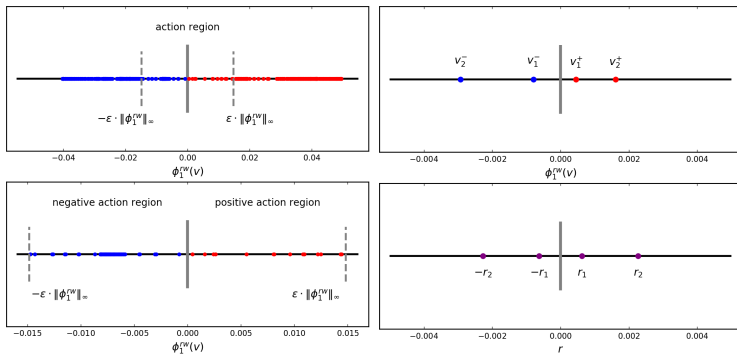 action region
−ε · ‖ϕ₁ʳʷ‖∞
ε · ‖ϕ₁ʳʷ‖∞
−0.04
−0.02
0.00
0.02
0.04
ϕ₁ʳʷ(v)
v₂⁻
v₁⁻
v₁⁺
v₂⁺
−0.004
−0.002
0.000
0.002
0.004
ϕ₁ʳʷ(v)
negative action region
positive action region
−ε · ‖ϕ₁ʳʷ‖∞
ε · ‖ϕ₁ʳʷ‖∞
−0.015
−0.010
−0.005
0.000
0.005
0.010
0.015
ϕ₁ʳʷ(v)
−r₂
−r₁
r₁
r₂
−0.004
−0.002
0.000
0.002
0.004
r